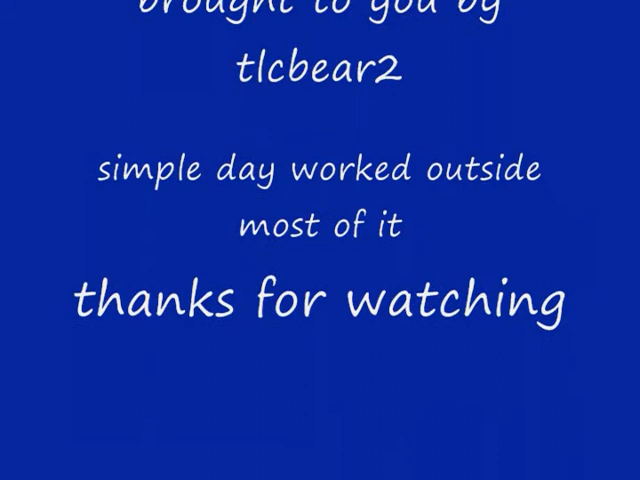 brought to you by
tlcbear2
simple day worked outside
most of it
thanks for watching